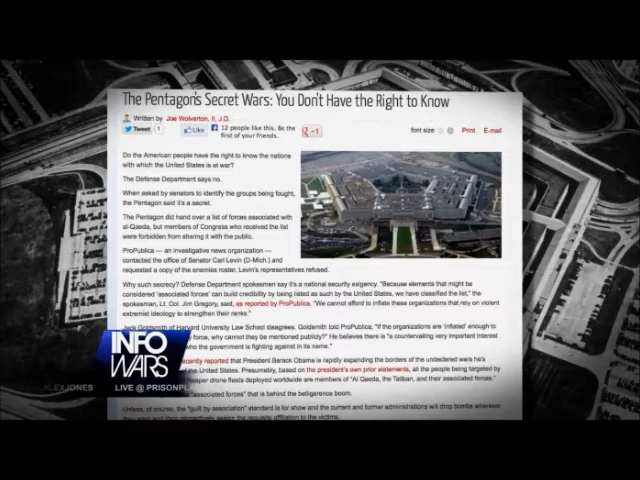 The Pentagon's Secret Wars: You Don't Have the Right to Know
Written by Joe Wolverton, II, J.D.
Tweet 1 Like 12 people like this. Be the first of your friends. +1 font size Print E-mail
Do the American people have the right to know the nations
with which the United States is at war?
The Defense Department says no.
When asked by senators to identify the groups being fought,
the Pentagon said it's a secret.
The Pentagon did hand over a list of forces associated with
al-Qaeda, but members of Congress who received the list
were forbidden from sharing it with the public.
ProPublica — an investigative news organization —
contacted the office of Senator Carl Levin (D-Mich.) and
requested a copy of the enemies roster. Levin's representatives refused.
Why such secrecy? Defense Department spokesmen say it's a national security exigency. "Because elements that might be
considered 'associated forces' can build credibility by being listed as such by the United States, we have classified the list," the
spokesman, Lt. Col. Jim Gregory, said, as reported by ProPublica. "We cannot afford to inflate these organizations that rely on violent
extremist ideology to strengthen their ranks."
Jack Goldsmith of Harvard University Law School disagrees. Goldsmith told ProPublica, "If the organizations are 'inflated' enough to
force, why cannot they be mentioned publicly?" He believes there is "a countervailing very important interest
who the government is fighting against in its name."
recently reported that President Barack Obama is rapidly expanding the borders of the undeclared wars he's
United States. Presumably, based on the president's own prior statements, all the people being targeted by
Reaper drone fleets deployed worldwide are members of "Al Qaeda, the Taliban, and their associated forces."
"associated forces" that is behind the belligerence boom.
Unless, of course, the "guilt by association" standard is for show and the current and former administrations will drop bombs wherever
INFO
WARS
ALEXJONES LIVE @ PRISONPL